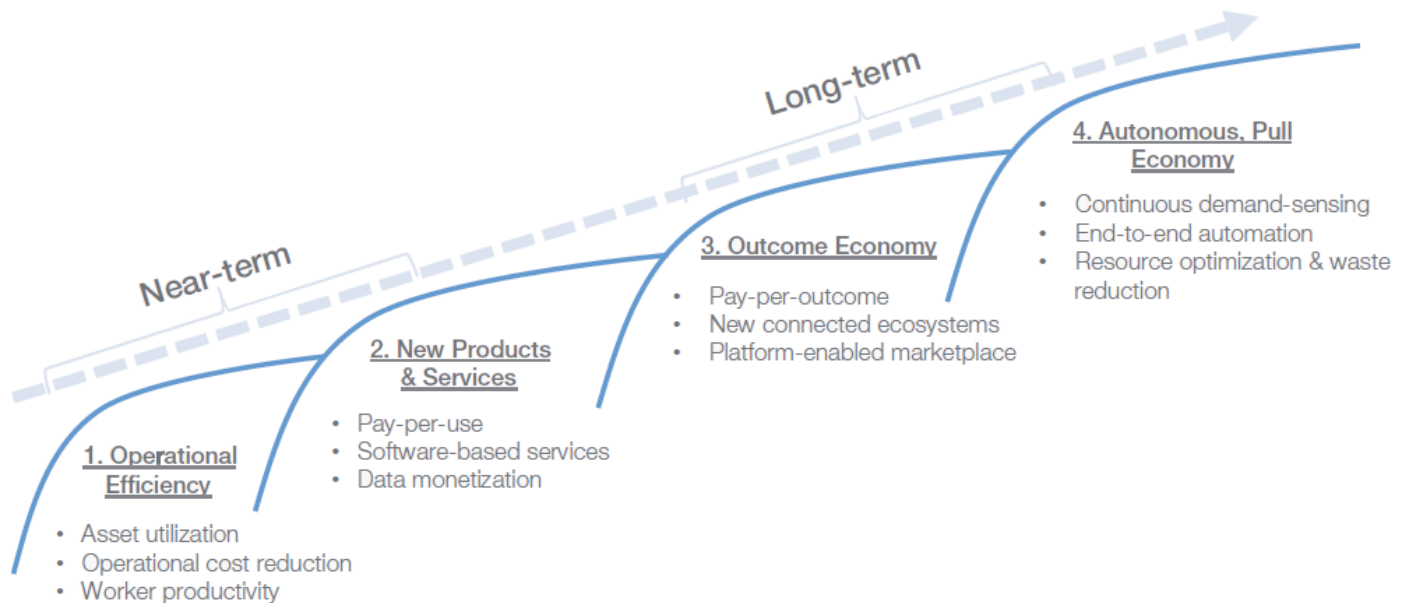 Near-term
Long-term
1. Operational
Efficiency
• Asset utilization
• Operational cost reduction
• Worker productivity
2. New Products
& Services
• Pay-per-use
• Software-based services
• Data monetization
3. Outcome Economy
• Pay-per-outcome
• New connected ecosystems
• Platform-enabled marketplace
4. Autonomous, Pull
Economy
• Continuous demand-sensing
• End-to-end automation
• Resource optimization & waste
reduction